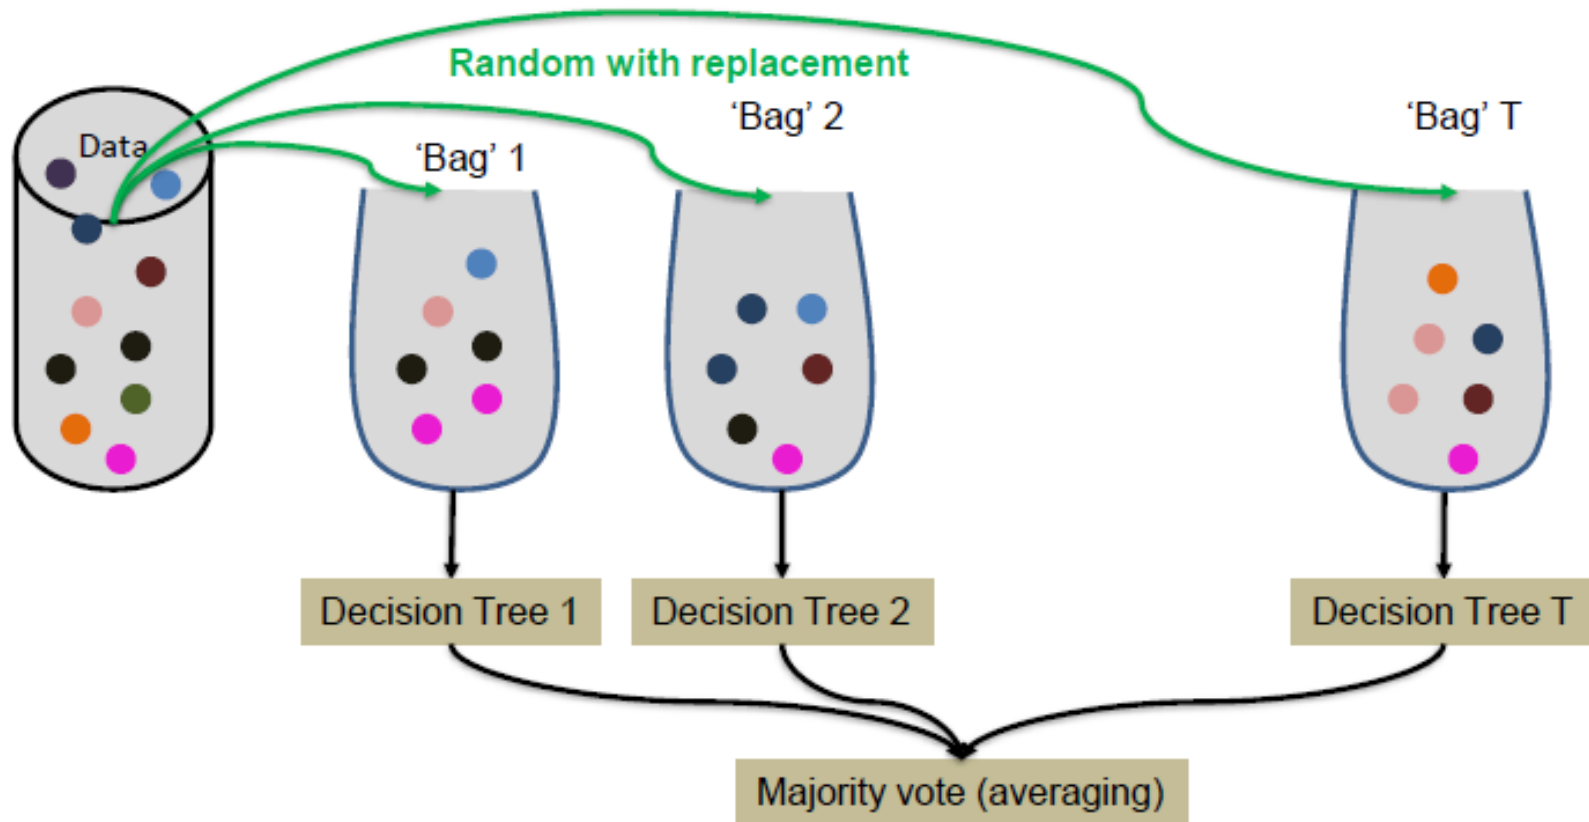 Random with replacement
Data
‘Bag’ 1
‘Bag’ 2
‘Bag’ T
Decision Tree 1
Decision Tree 2
Decision Tree T
Majority vote (averaging)